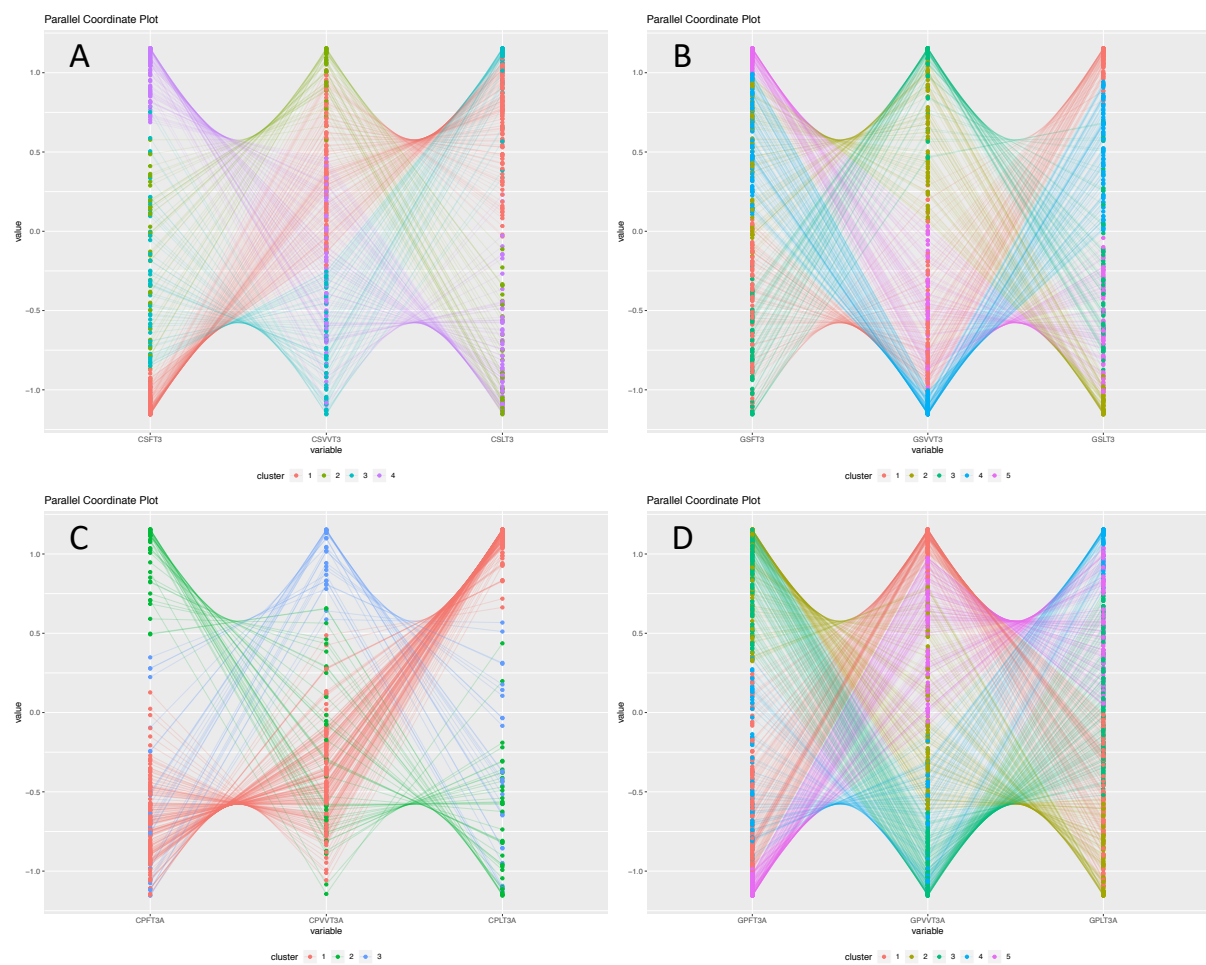 Parallel Coordinate Plot
A
1.0
0.5
0.0
−0.5
−1.0
value
CSFT3 CSVVT3 CSLT3
variable
cluster 1 2 3 4
Parallel Coordinate Plot
B
1.0
0.5
0.0
−0.5
−1.0
value
GSFT3 GSVVT3 GSLT3
variable
cluster 1 2 3 4 5
Parallel Coordinate Plot
C
1.0
0.5
0.0
−0.5
−1.0
value
CPFT3A CPVVT3A CPLT3A
variable
cluster 1 2 3
Parallel Coordinate Plot
D
1.0
0.5
0.0
−0.5
−1.0
value
GPFT3A GPVVT3A GPLT3A
variable
cluster 1 2 3 4 5